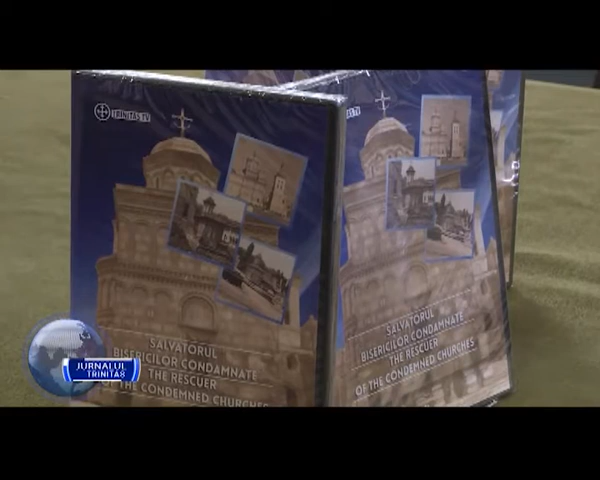 TRINITAS TV
SALVATORUL
BISERICILOR CONDAMNATE
THE RESCUER
OF THE CONDEMNED CHURCHES
SALVATORUL
BISERICILOR CONDAMNATE
THE RESCUER
OF THE CONDEMNED CHURCHES
JURNALUL
TRINITAS